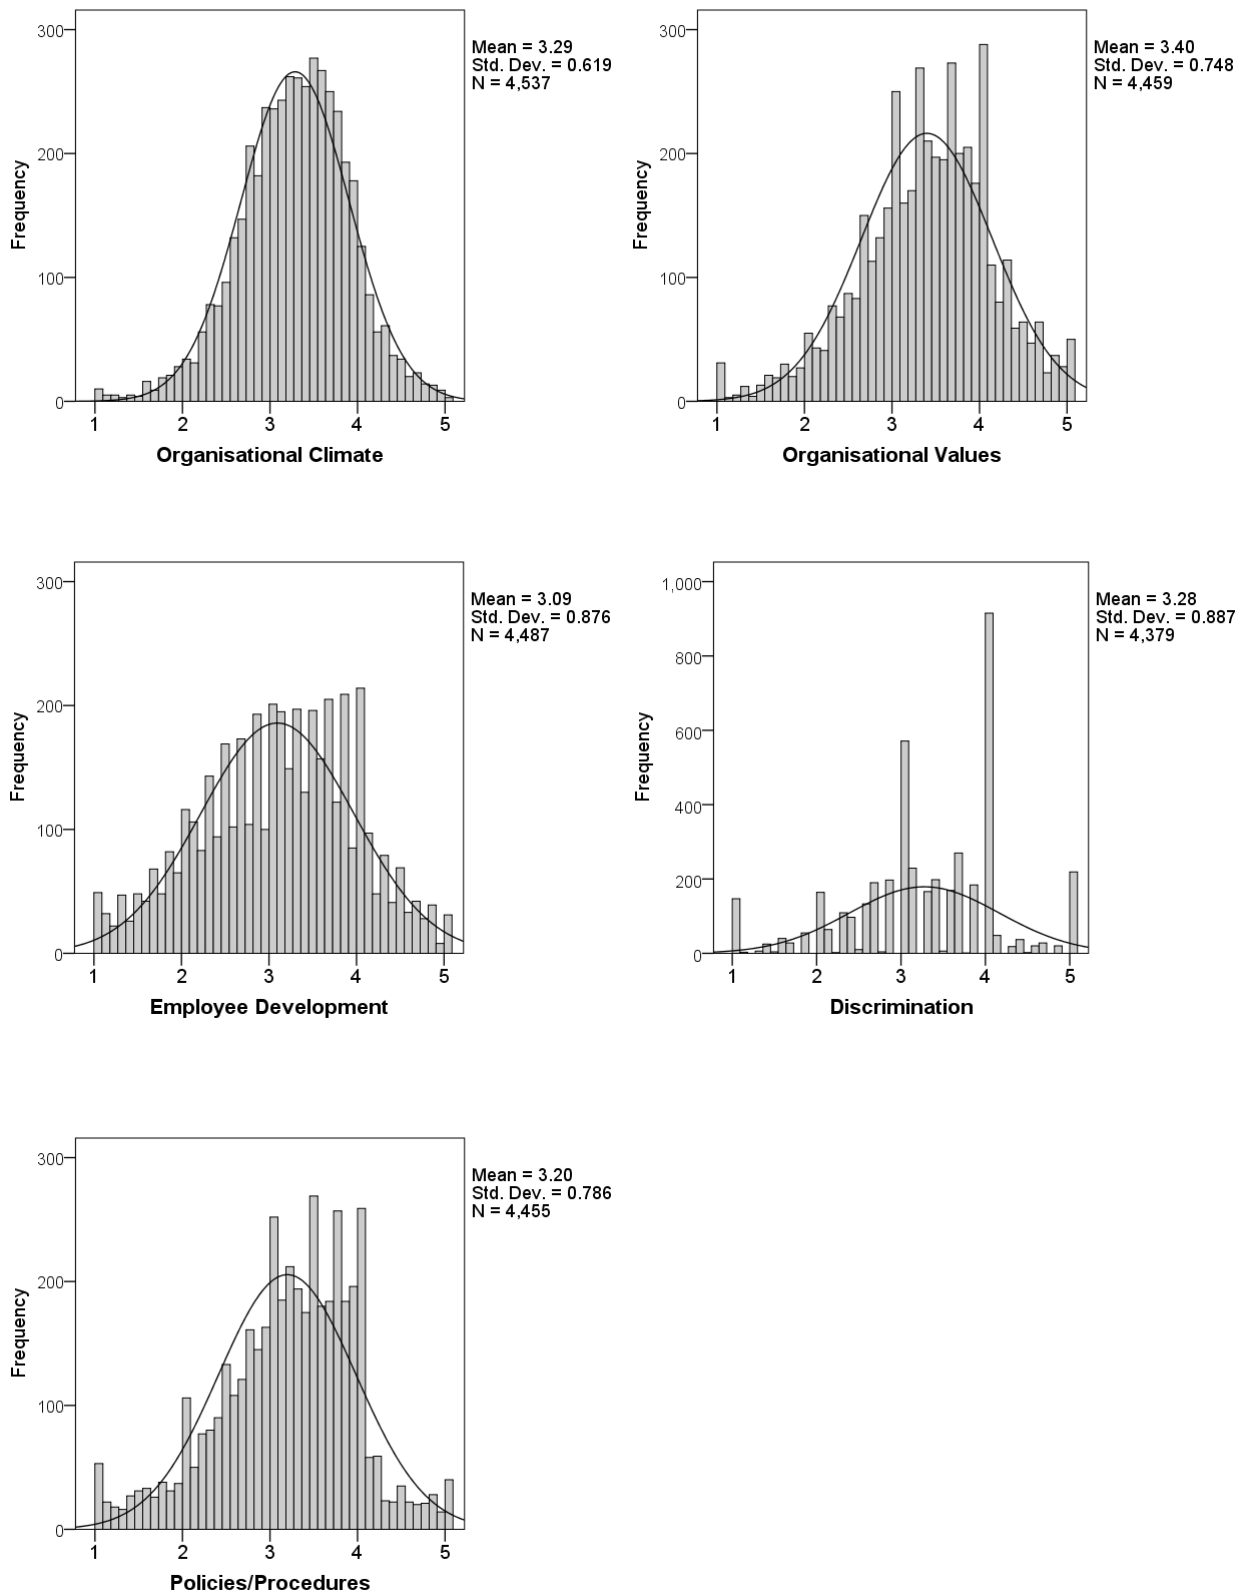 300
200
100
0
Frequency
1 2 3 4 5
Organisational Climate
Mean = 3.29
Std. Dev. = 0.619
N = 4,537
300
200
100
0
Frequency
1 2 3 4 5
Organisational Values
Mean = 3.40
Std. Dev. = 0.748
N = 4,459
300
200
100
0
Frequency
1 2 3 4 5
Employee Development
Mean = 3.09
Std. Dev. = 0.876
N = 4,487
1,000
800
600
400
200
0
Frequency
1 2 3 4 5
Discrimination
Mean = 3.28
Std. Dev. = 0.887
N = 4,379
300
200
100
0
Frequency
1 2 3 4 5
Policies/Procedures
Mean = 3.20
Std. Dev. = 0.786
N = 4,455